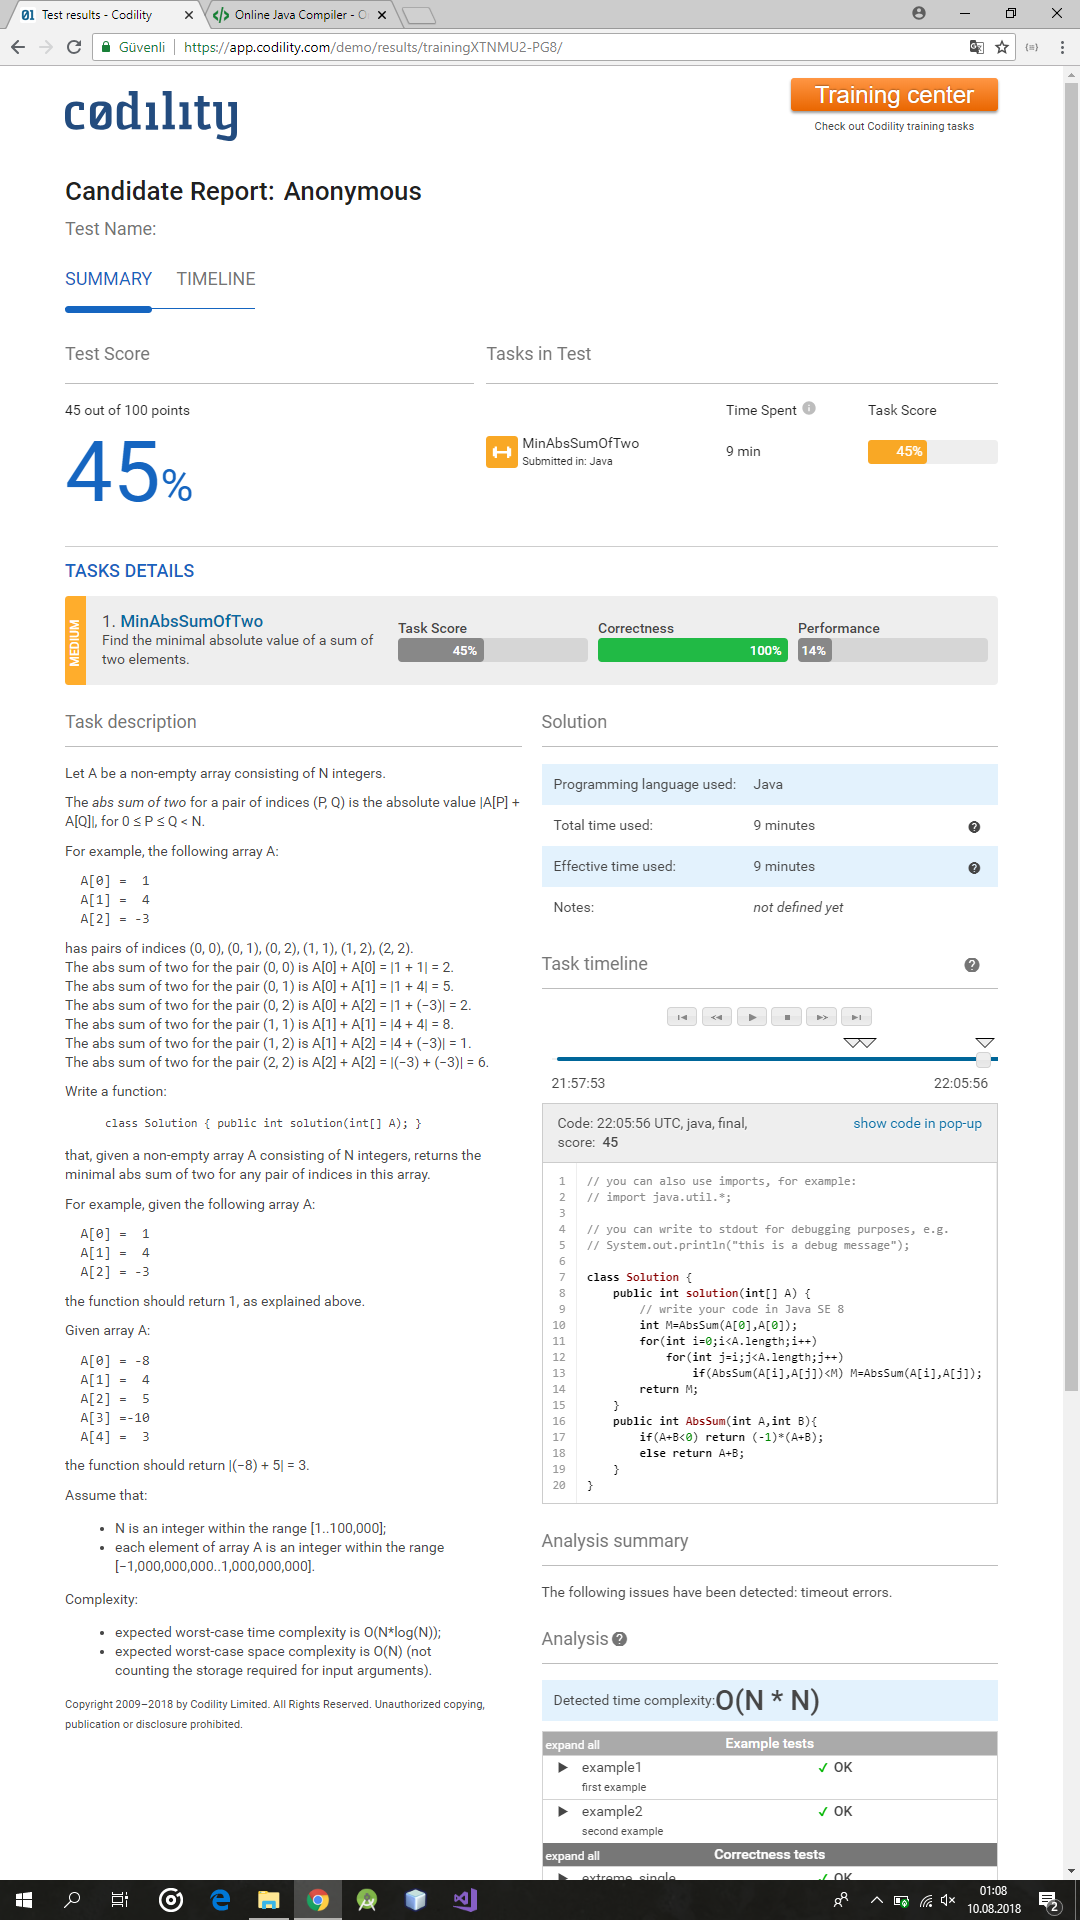 Test results - Codility
Online Java Compiler - O
Güvenli
https://app.codility.com/demo/results/trainingXTNMU2-PG8/
codility
Training center
Check out Codility training tasks
Candidate Report: Anonymous
Test Name:
SUMMARY TIMELINE
Test Score
45 out of 100 points
45%
Tasks in Test
Time Spent
Task Score
MinAbsSumOfTwo
Submitted in: Java
9 min
45%
TASKS DETAILS
MEDIUM
1. MinAbsSumOfTwo
Find the minimal absolute value of a sum of
two elements.
Task Score
45%
Correctness
100%
Performance
14%
Task description
Let A be a non-empty array consisting of N integers.
The abs sum of two for a pair of indices (P, Q) is the absolute value |A[P] +
A[Q]|, for 0 ≤ P ≤ Q < N.
For example, the following array A:
A[0] = 1
A[1] = 4
A[2] = -3
has pairs of indices (0, 0), (0, 1), (0, 2), (1, 1), (1, 2), (2, 2).
The abs sum of two for the pair (0, 0) is A[0] + A[0] = |1 + 1| = 2.
The abs sum of two for the pair (0, 1) is A[0] + A[1] = |1 + 4| = 5.
The abs sum of two for the pair (0, 2) is A[0] + A[2] = |1 + (−3)| = 2.
The abs sum of two for the pair (1, 1) is A[1] + A[1] = |4 + 4| = 8.
The abs sum of two for the pair (1, 2) is A[1] + A[2] = |4 + (−3)| = 1.
The abs sum of two for the pair (2, 2) is A[2] + A[2] = |(−3) + (−3)| = 6.
Write a function:
class Solution { public int solution(int[] A); }
that, given a non-empty array A consisting of N integers, returns the
minimal abs sum of two for any pair of indices in this array.
For example, given the following array A:
A[0] = 1
A[1] = 4
A[2] = -3
the function should return 1, as explained above.
Given array A:
A[0] = -8
A[1] = 4
A[2] = 5
A[3] =-10
A[4] = 3
the function should return |(−8) + 5| = 3.
Assume that:
• N is an integer within the range [1..100,000];
• each element of array A is an integer within the range
[−1,000,000,000..1,000,000,000].
Complexity:
• expected worst-case time complexity is O(N*log(N));
• expected worst-case space complexity is O(N) (not
counting the storage required for input arguments).
Copyright 2009–2018 by Codility Limited. All Rights Reserved. Unauthorized copying,
publication or disclosure prohibited.
Solution
Programming language used: Java
Total time used: 9 minutes
Effective time used: 9 minutes
Notes: not defined yet
Task timeline
21:57:53
22:05:56
Code: 22:05:56 UTC, java, final,
score: 45
show code in pop-up
1 // you can also use imports, for example:
2 // import java.util.*;
3
4 // you can write to stdout for debugging purposes, e.g.
5 // System.out.println("this is a debug message");
6
7 class Solution {
8 public int solution(int[] A) {
9 // write your code in Java SE 8
10 int M=AbsSum(A[0],A[0]);
11 for(int i=0;i<A.length;i++)
12 for(int j=i;j<A.length;j++)
13 if(AbsSum(A[i],A[j])<M) M=AbsSum(A[i],A[j]);
14 return M;
15 }
16 public int AbsSum(int A,int B){
17 if(A+B<0) return (-1)*(A+B);
18 else return A+B;
19 }
20 }
Analysis summary
The following issues have been detected: timeout errors.
Analysis
Detected time complexity: O(N * N)
expand all Example tests
example1 ✓ OK
first example
example2 ✓ OK
second example
expand all Correctness tests
extreme_single ✓ OK
01:08
10.08.2018
2